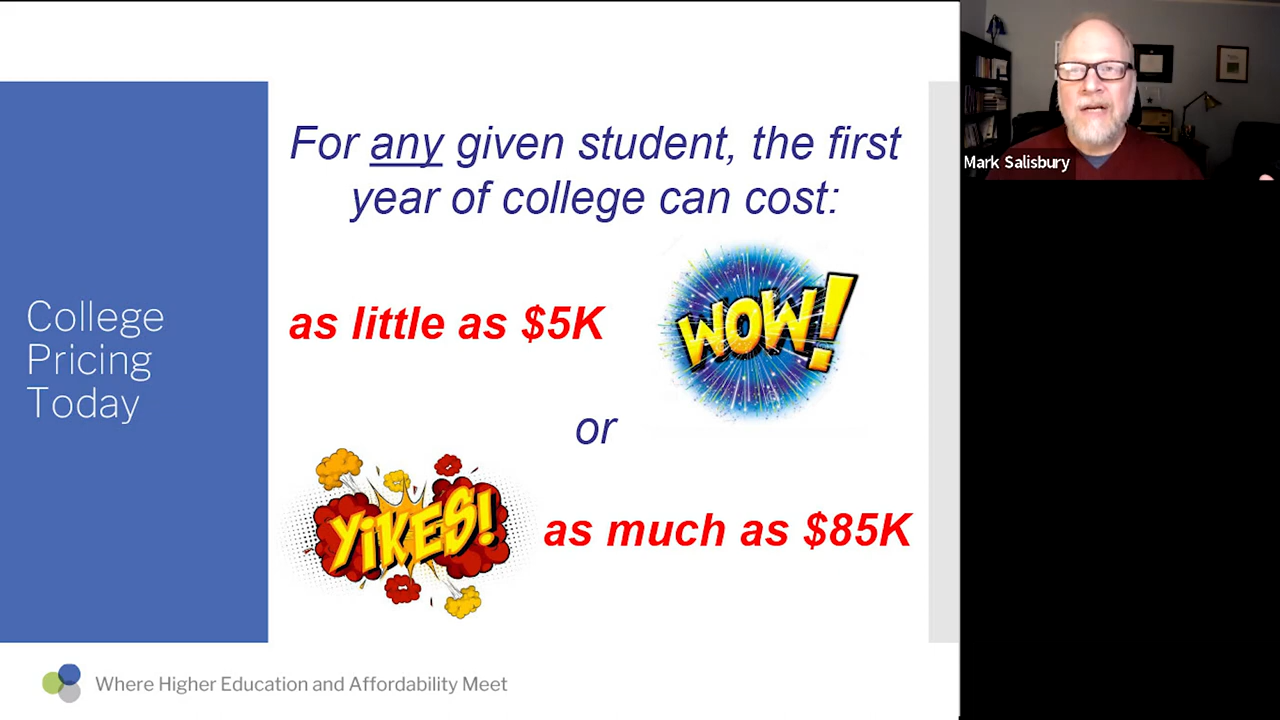 For any given student, the first
year of college can cost:
as little as $5K
WOW!
or
YiKES!
as much as $85K
College
Pricing
Today
Where Higher Education and Affordability Meet
Mark Salisbury